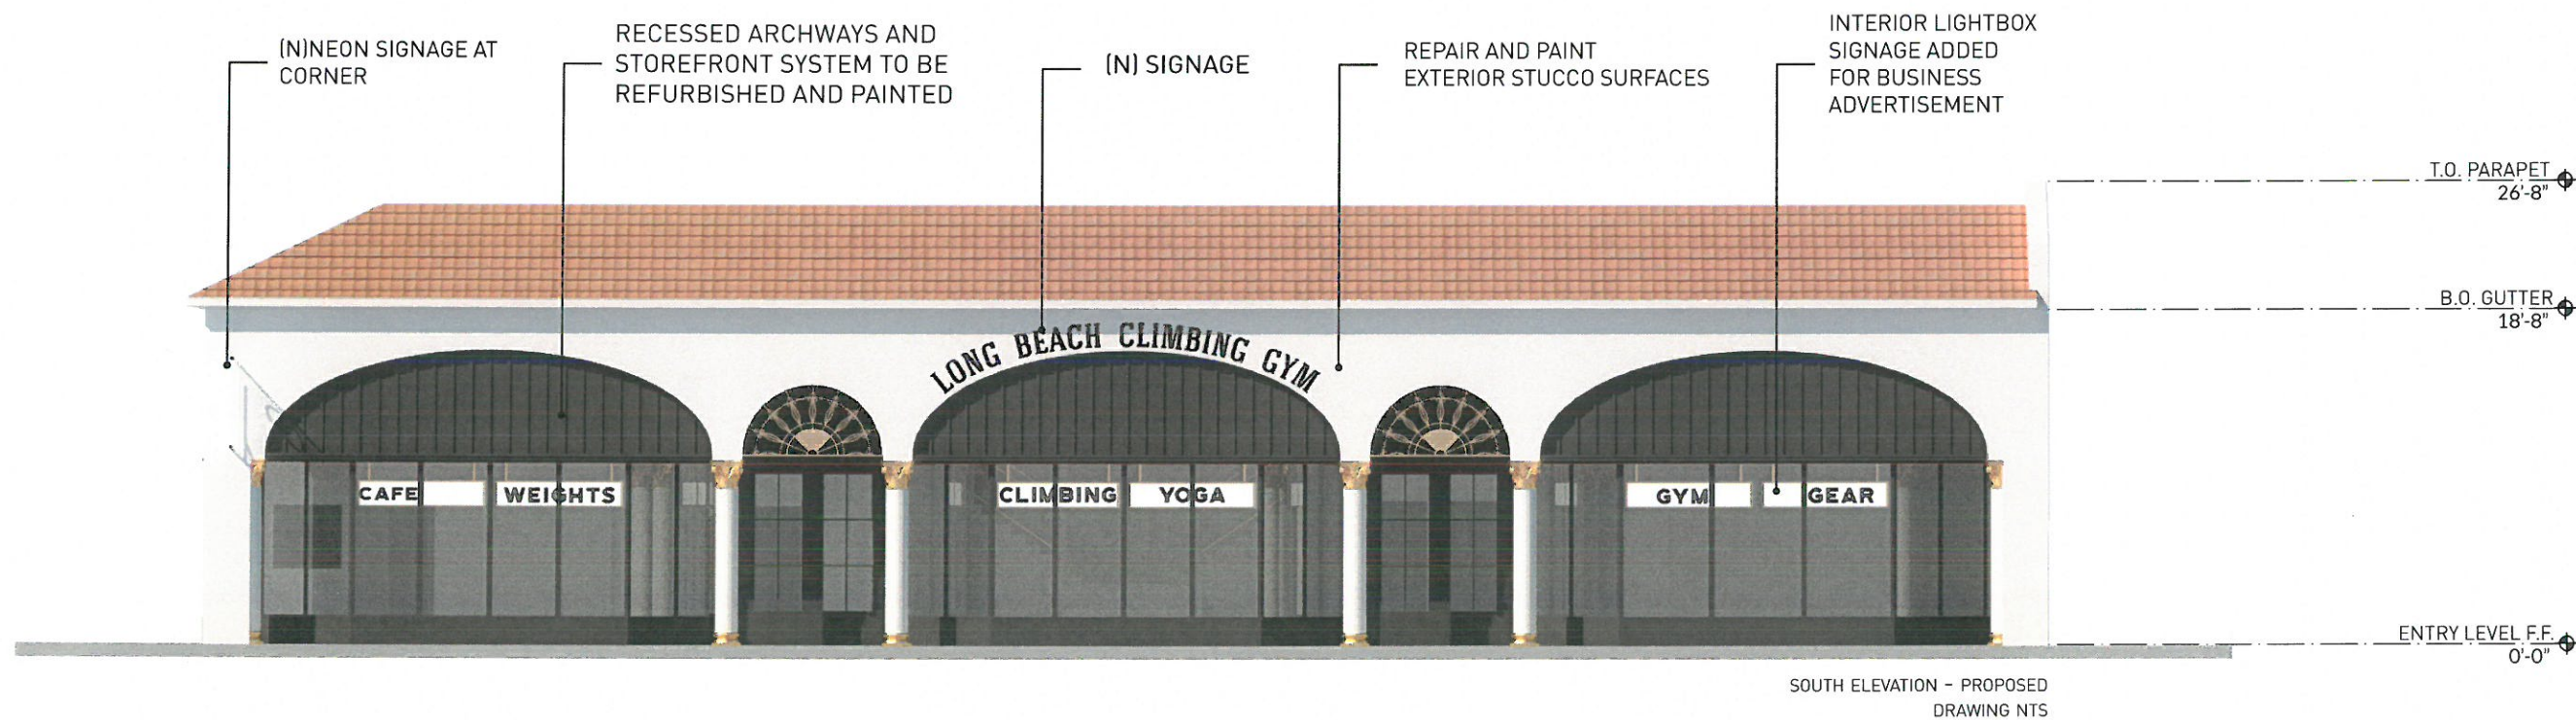 (N)NEON SIGNAGE AT
CORNER
RECESSED ARCHWAYS AND
STOREFRONT SYSTEM TO BE
REFURBISHED AND PAINTED
(N) SIGNAGE
REPAIR AND PAINT
EXTERIOR STUCCO SURFACES
INTERIOR LIGHTBOX
SIGNAGE ADDED
FOR BUSINESS
ADVERTISEMENT
T.O. PARAPET
26'-8"
B.O. GUTTER
18'-8"
LONG BEACH CLIMBING GYM
CAFE
WEIGHTS
CLIMBING
YOGA
GYM
GEAR
ENTRY LEVEL F.F.
0'-0"
SOUTH ELEVATION - PROPOSED
DRAWING NTS